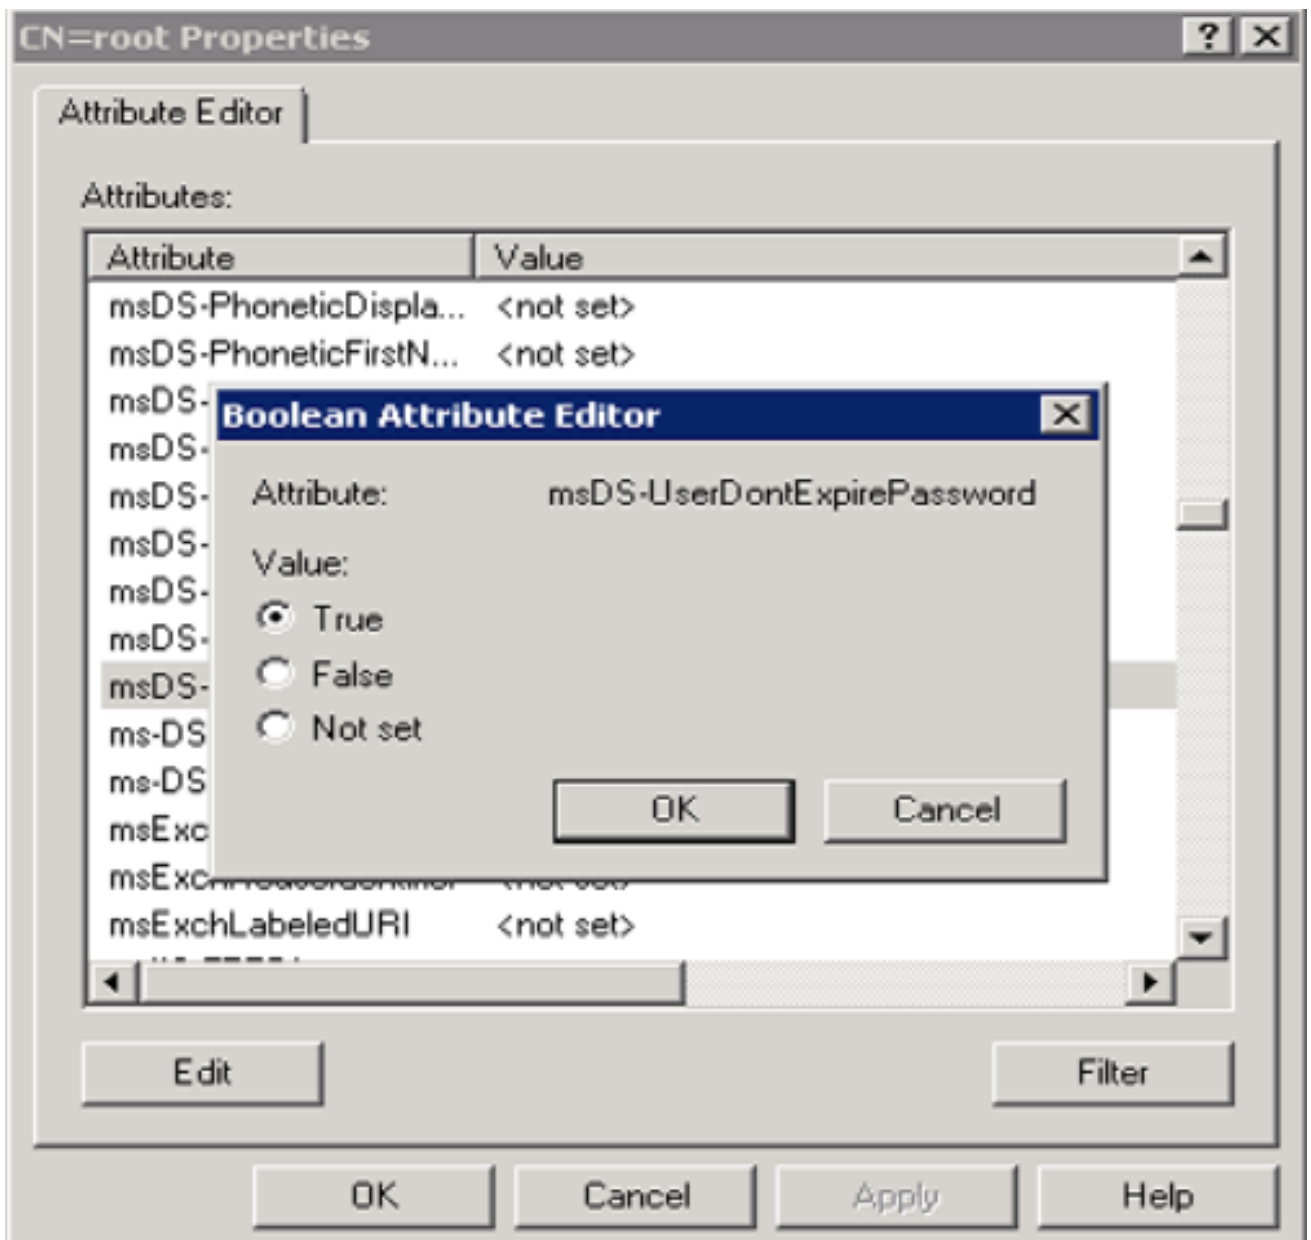 CN=root Properties
Attribute Editor
Attributes:
Attribute Value
msDS-PhoneticDispla... <not set>
msDS-PhoneticFirstN... <not set>
msDS-
Boolean Attribute Editor
msDS-
Attribute: msDS-UserDontExpirePassword
msDS-
msDS-
Value:
msDS-
True
msDS-
False
msDS-
Not set
ms-DS
ms-DS
OK Cancel
msExc
msExch
msExchLabeledURI <not set>
Edit Filter
OK Cancel Apply Help